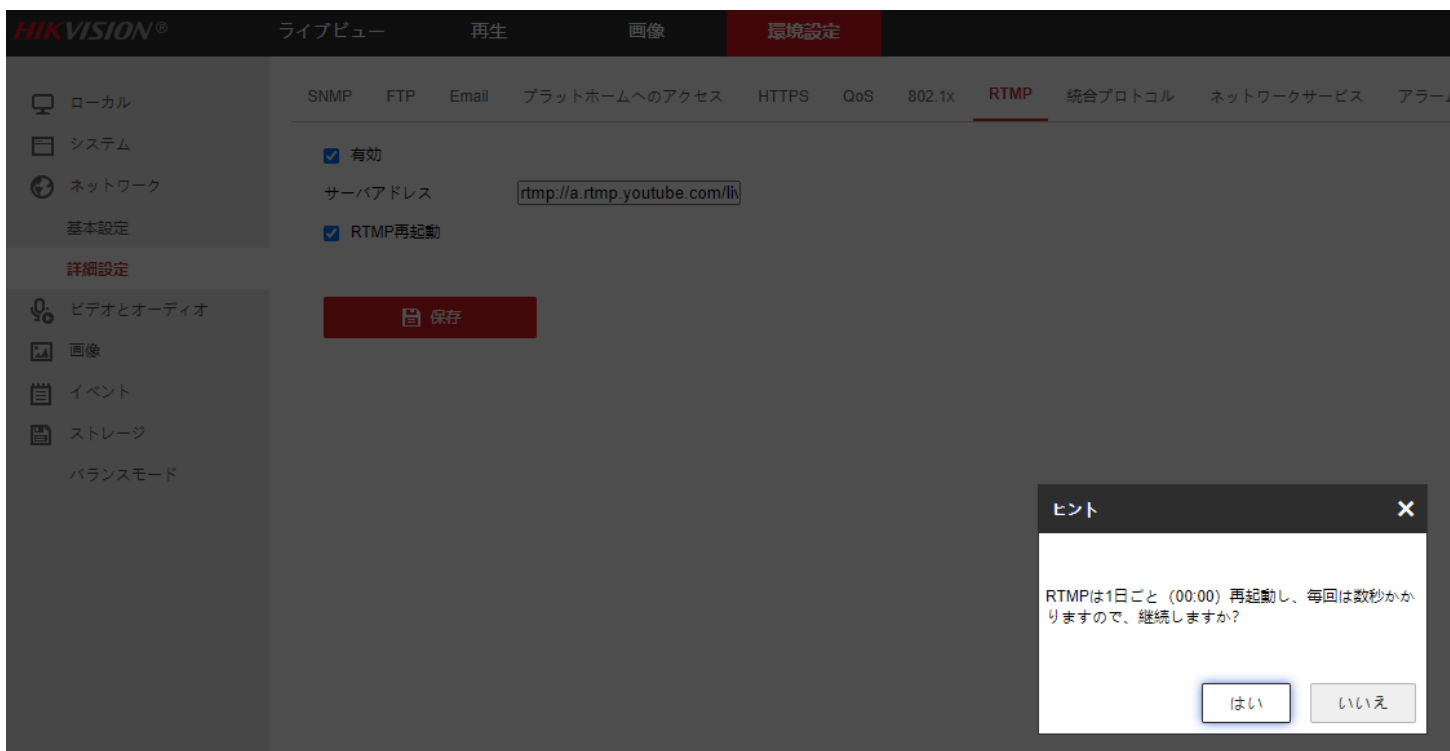 HIKVISION® ライブビュー 再生 画像 環境設定
SNMP FTP Email プラットホームへのアクセス HTTPS QoS 802.1x RTMP 統合プロトコル ネットワークサービス アラーム
ローカル
システム
ネットワーク
基本設定
詳細設定
ビデオとオーディオ
画像
イベント
ストレージ
バランスモード
有効
サーバアドレス rtmp://a.rtmp.youtube.com/liv
RTMP再起動
保存
ヒント
RTMPは1日ごと（00:00）再起動し、毎回は数秒かか
りますので、継続しますか?
はい いいえ